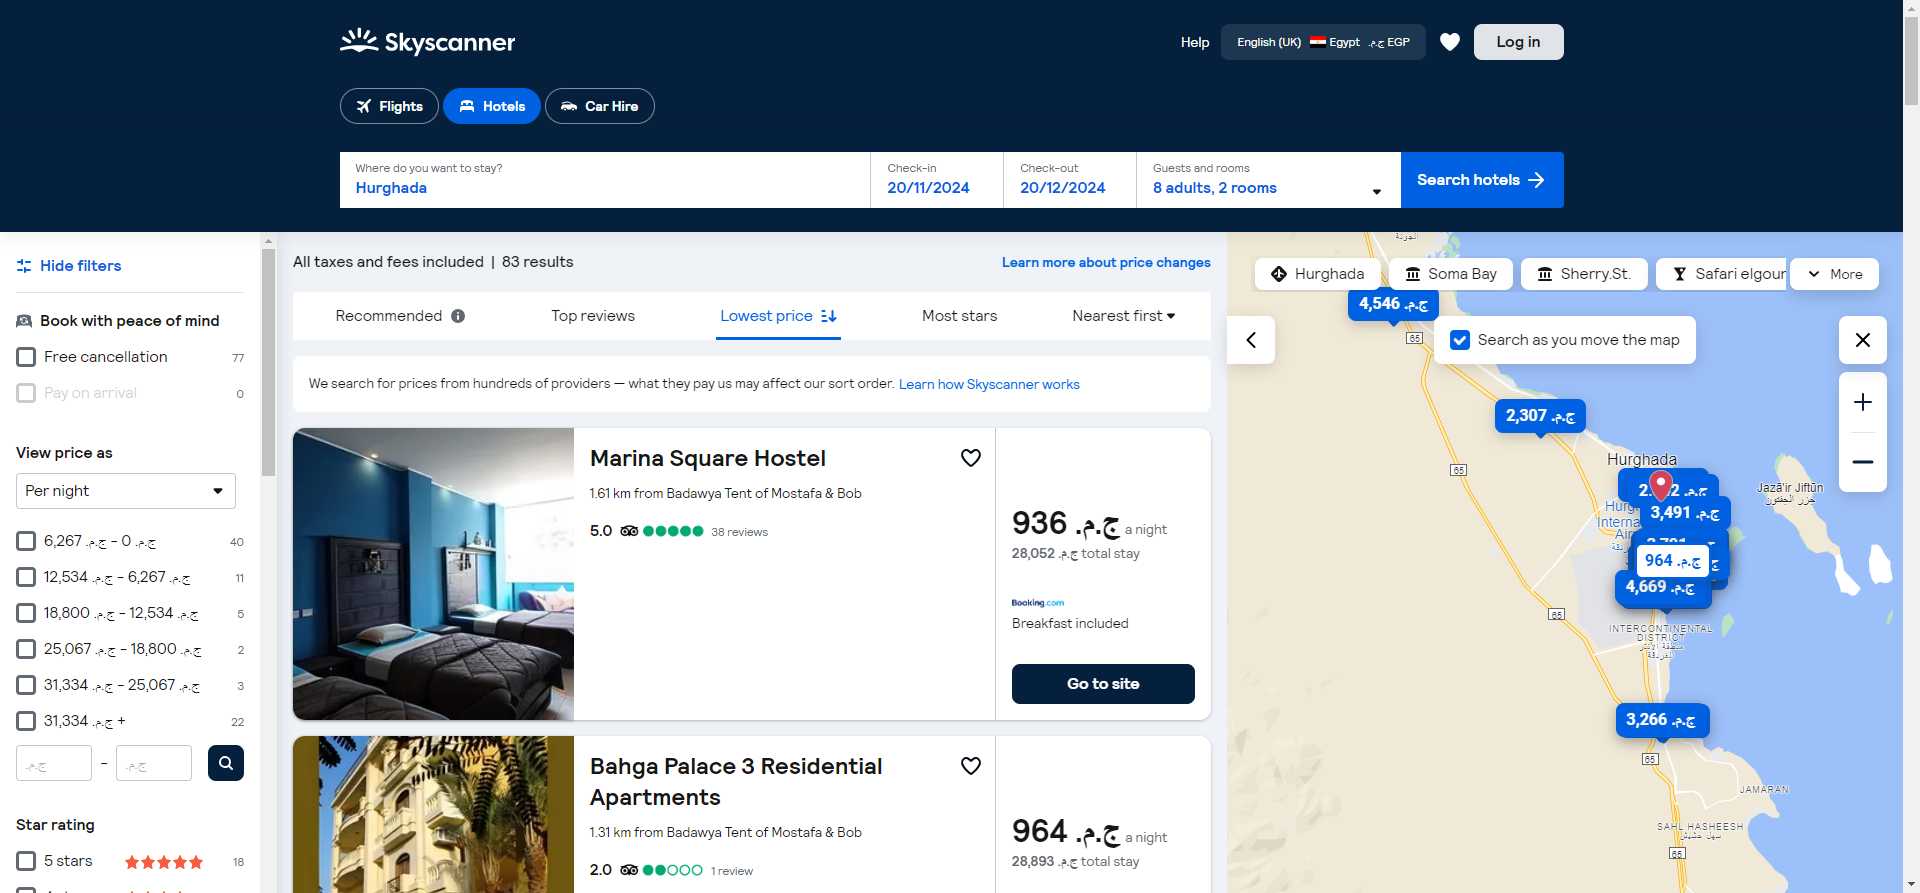 Skyscanner
Help
English (UK) Egypt ج.م. EGP
Log in
Flights
Hotels
Car Hire
Where do you want to stay?
Hurghada
Check-in
20/11/2024
Check-out
20/12/2024
Guests and rooms
8 adults, 2 rooms
Search hotels
Hide filters
Book with peace of mind
Free cancellation 77
Pay on arrival 0
View price as
Per night
6,267 ج.م. - 0 ج.م. 40
12,534 ج.م. - 6,267 ج.م. 11
18,800 ج.م. - 12,534 ج.م. 5
25,067 ج.م. - 18,800 ج.م. 2
31,334 ج.م. - 25,067 ج.م. 3
31,334 ج.م. + 22
ج.م. - ج.م.
Star rating
5 stars 18
All taxes and fees included | 83 results
Learn more about price changes
Recommended
Top reviews
Lowest price
Most stars
Nearest first
We search for prices from hundreds of providers — what they pay us may affect our sort order. Learn how Skyscanner works
Marina Square Hostel
1.61 km from Badawya Tent of Mostafa & Bob
5.0 38 reviews
936 ج.م. a night
28,052 ج.م. total stay
Booking.com
Breakfast included
Go to site
Bahga Palace 3 Residential
Apartments
1.31 km from Badawya Tent of Mostafa & Bob
2.0 1 review
964 ج.م. a night
28,893 ج.م. total stay
Hurghada
Soma Bay
Sherry.St.
Safari elgour
More
4,546 ج.م.
65
Search as you move the map
2,307 ج.م.
65
Hurghada
Jazā'ir Jiftūn
جزر الجفتون
3,491 ج.م.
964 ج.م.
4,669 ج.م.
65
INTERCONTINENTAL
DISTRICT
3,266 ج.م.
65
JAMARAN
SAHL HASHEESH
سهل حشيش
65